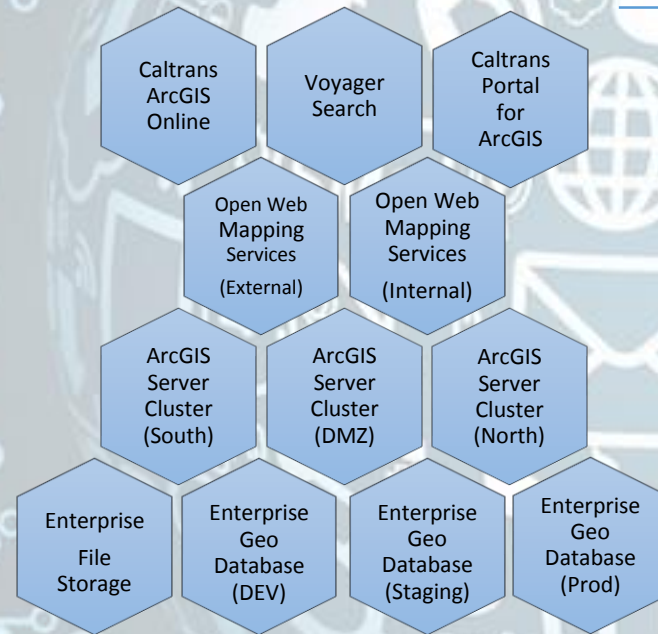 Caltrans
ArcGIS
Online
Voyager
Search
Caltrans
Portal
for
ArcGIS
Open Web
Mapping
Services
(External)
Open Web
Mapping
Services
(Internal)
ArcGIS
Server
Cluster
(South)
ArcGIS
Server
Cluster
(DMZ)
ArcGIS
Server
Cluster
(North)
Enterprise
File
Storage
Enterprise
Geo
Database
(DEV)
Enterprise
Geo
Database
(Staging)
Enterprise
Geo
Database
(Prod)